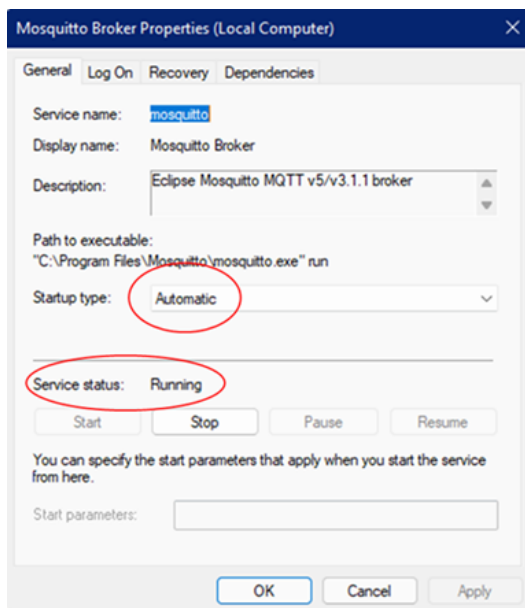 Mosquitto Broker Properties (Local Computer)
General Log On Recovery Dependencies
Service name: mosquitto
Display name: Mosquitto Broker
Description: Eclipse Mosquitto MQTT v5/v3.1.1 broker
Path to executable:
"C:\Program Files\Mosquitto\mosquitto.exe" run
Startup type: Automatic
Service status: Running
Start Stop Pause Resume
You can specify the start parameters that apply when you start the service
from here.
Start parameters:
OK Cancel Apply